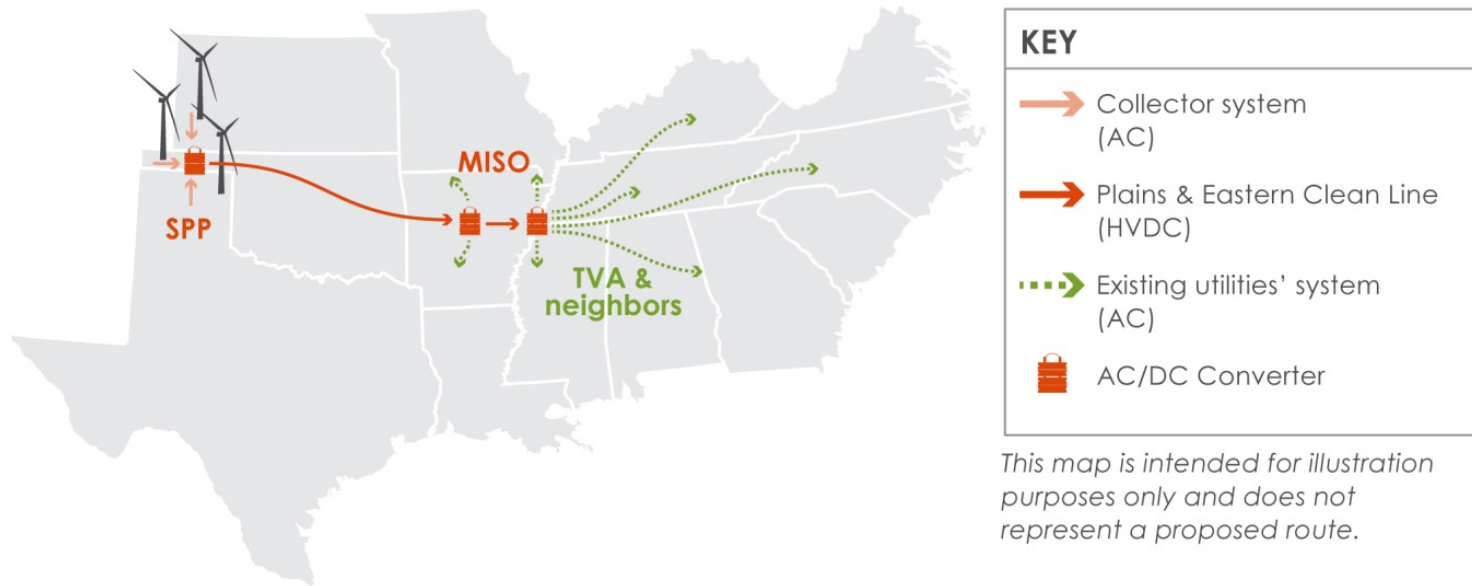 MISO
SPP
TVA &
neighbors
KEY
Collector system
(AC)
Plains & Eastern Clean Line
(HVDC)
Existing utilities’ system
(AC)
AC/DC Converter
This map is intended for illustration
purposes only and does not
represent a proposed route.